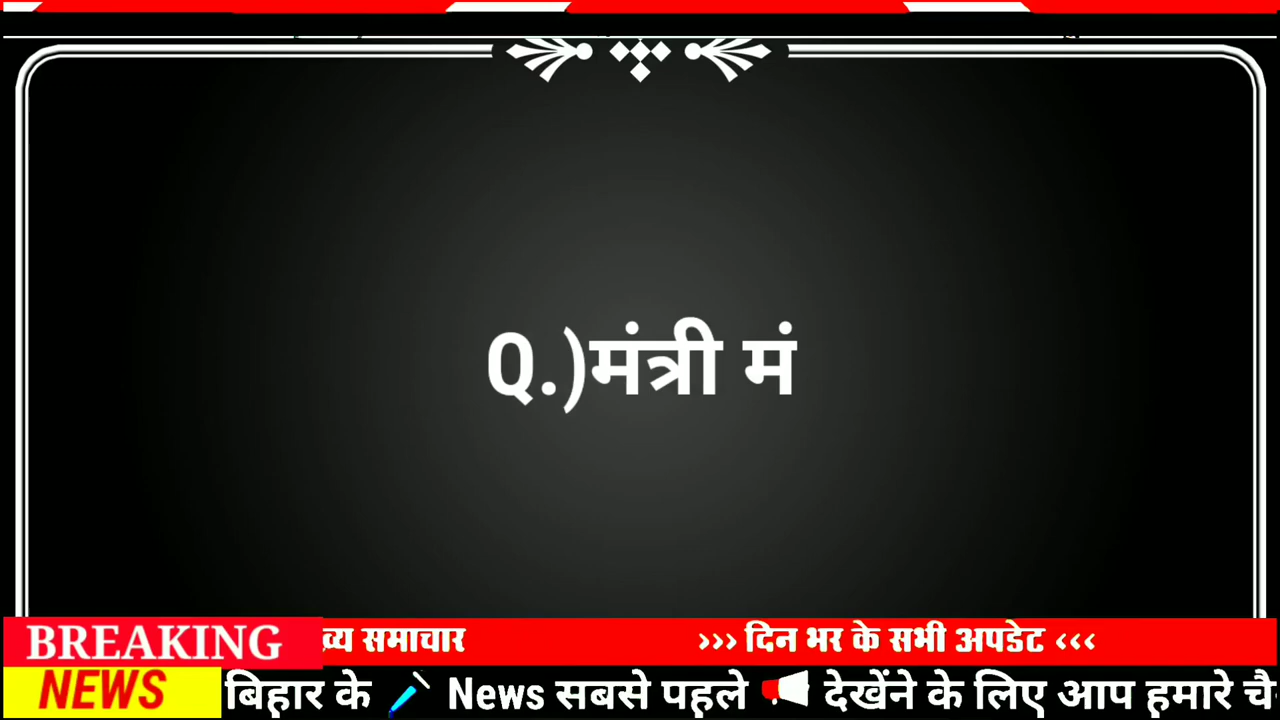 Q.)मंत्री मं
BREAKING
समाचार >>> दिन भर के सभी अपडेट <<<
NEWS
बिहार के News सबसे पहले देखेंने के लिए आप हमारे